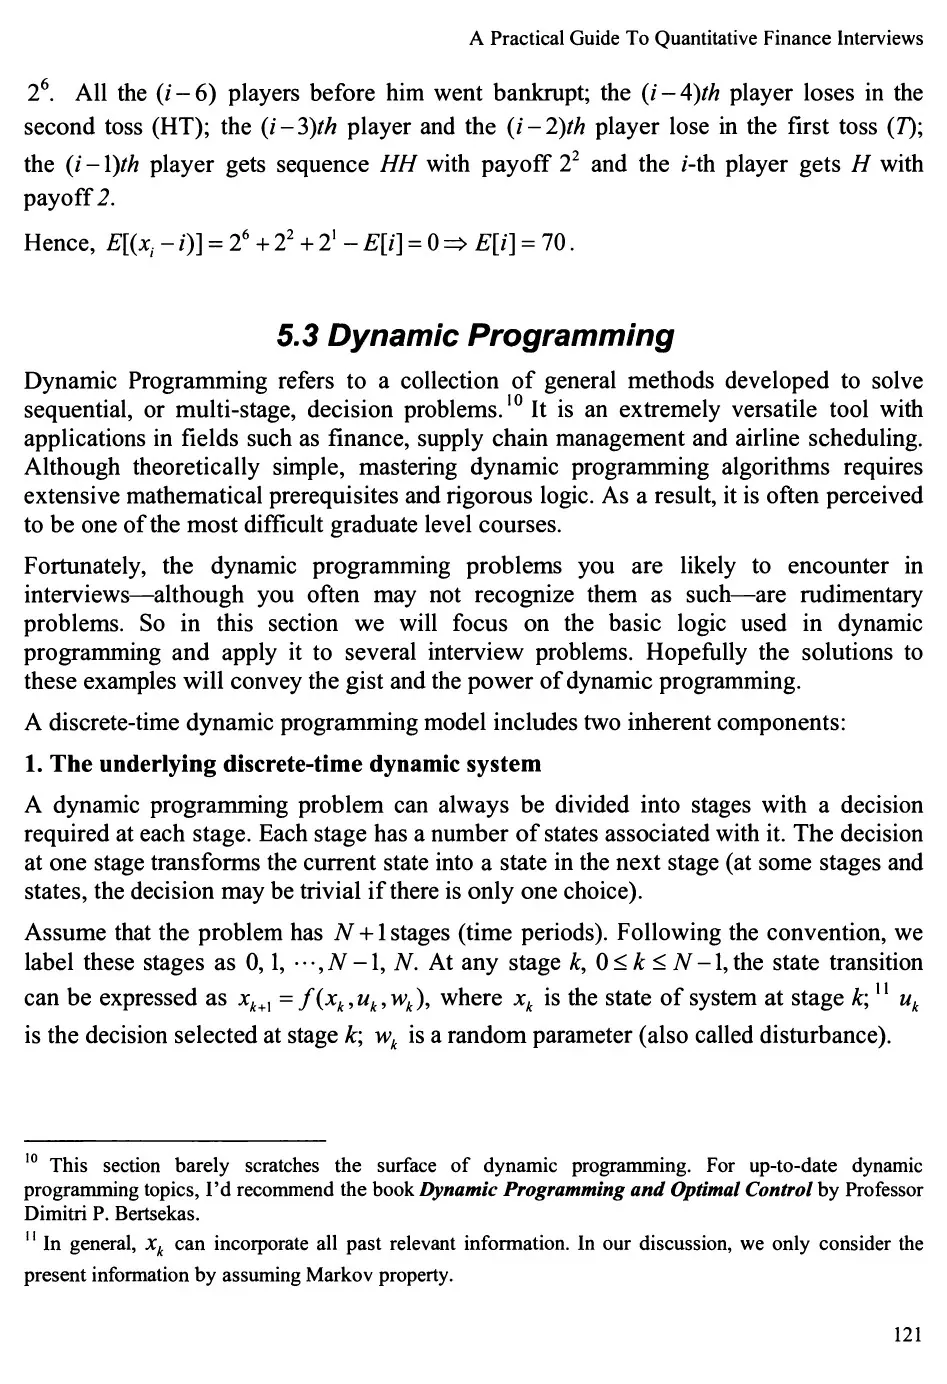 A Practical Guide To Quantitative Finance Interviews
2⁶. All the (i – 6) players before him went bankrupt; the (i – 4)th player loses in the
second toss (HT); the (i – 3)th player and the (i – 2)th player lose in the first toss (T);
the (i – 1)th player gets sequence HH with payoff 2² and the i-th player gets H with
payoff 2.
Hence, E[(xᵢ – i)] = 2⁶ + 2² + 2¹ – E[i] = 0 ⇒ E[i] = 70.
5.3 Dynamic Programming
Dynamic Programming refers to a collection of general methods developed to solve
sequential, or multi-stage, decision problems.¹⁰ It is an extremely versatile tool with
applications in fields such as finance, supply chain management and airline scheduling.
Although theoretically simple, mastering dynamic programming algorithms requires
extensive mathematical prerequisites and rigorous logic. As a result, it is often perceived
to be one of the most difficult graduate level courses.
Fortunately, the dynamic programming problems you are likely to encounter in
interviews—although you often may not recognize them as such—are rudimentary
problems. So in this section we will focus on the basic logic used in dynamic
programming and apply it to several interview problems. Hopefully the solutions to
these examples will convey the gist and the power of dynamic programming.
A discrete-time dynamic programming model includes two inherent components:
1. The underlying discrete-time dynamic system
A dynamic programming problem can always be divided into stages with a decision
required at each stage. Each stage has a number of states associated with it. The decision
at one stage transforms the current state into a state in the next stage (at some stages and
states, the decision may be trivial if there is only one choice).
Assume that the problem has N + 1 stages (time periods). Following the convention, we
label these stages as 0, 1, ···, N – 1, N. At any stage k, 0 ≤ k ≤ N – 1, the state transition
can be expressed as xₖ₊₁ = f(xₖ, uₖ, wₖ), where xₖ is the state of system at stage k;¹¹ uₖ
is the decision selected at stage k; wₖ is a random parameter (also called disturbance).
¹⁰ This section barely scratches the surface of dynamic programming. For up-to-date dynamic
programming topics, I'd recommend the book Dynamic Programming and Optimal Control by Professor
Dimitri P. Bertsekas.
¹¹ In general, xₖ can incorporate all past relevant information. In our discussion, we only consider the
present information by assuming Markov property.
121